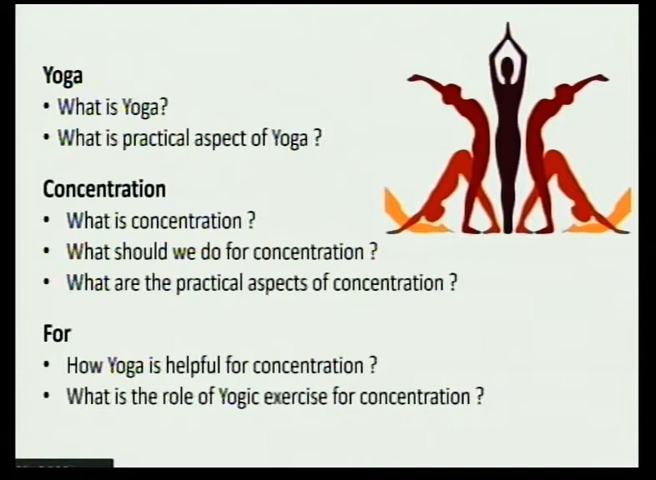 Yoga
• What is Yoga?
• What is practical aspect of Yoga ?
Concentration
• What is concentration ?
• What should we do for concentration ?
• What are the practical aspects of concentration ?
For
• How Yoga is helpful for concentration ?
• What is the role of Yogic exercise for concentration ?